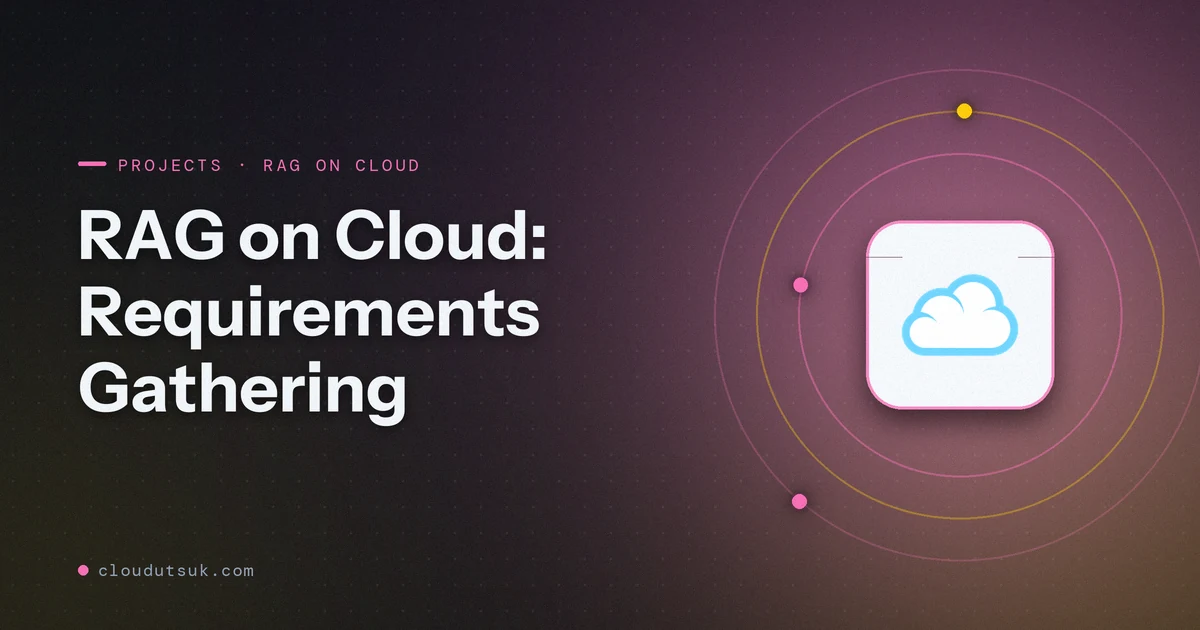 PROJECTS · RAG ON CLOUD
RAG on Cloud:
Requirements
Gathering
cloudutsuk.com